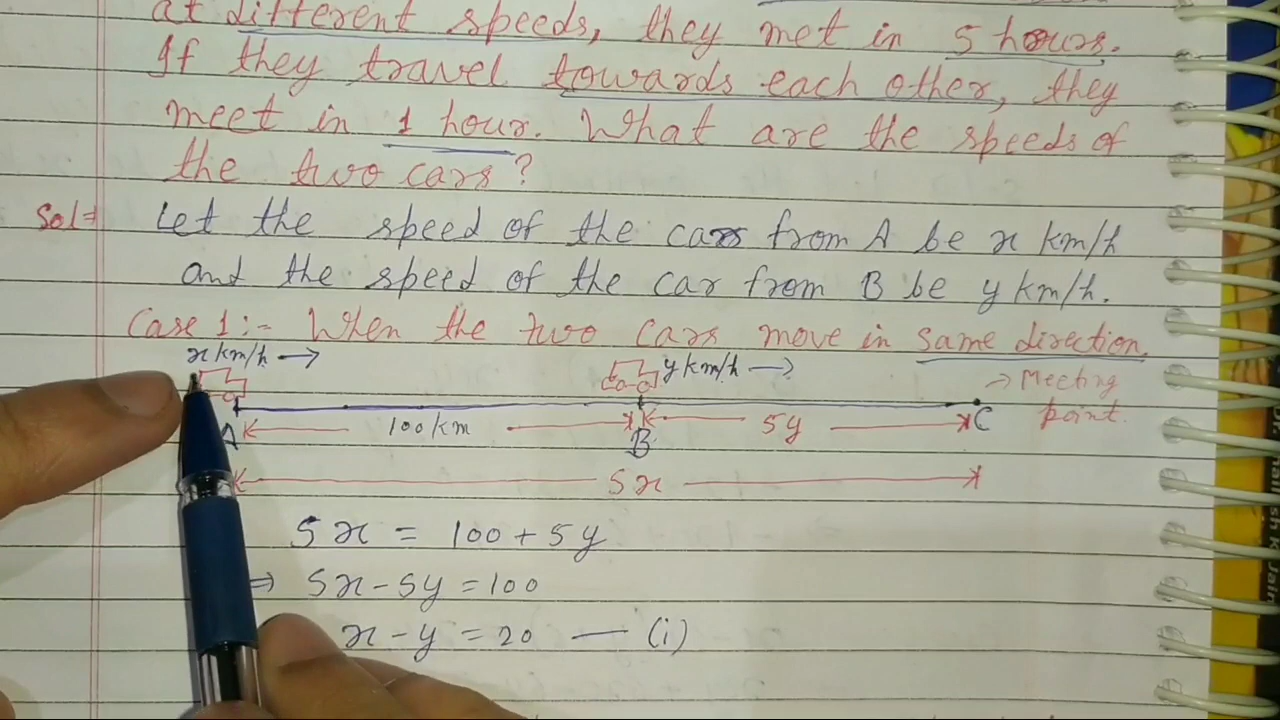 at different speeds, they met in 5 hours.
If they travel towards each other, they
meet in 1 hour. What are the speeds of
the two cars?
Sol= Let the speed of the cars from A be x km/h
and the speed of the car from B be y km/h.
Case 1:- When the two cars move in same direction.
x km/h → y km/h → → Meeting
A 100 km B 5y C point.
5x
5x = 100 + 5y
⇒ 5x - 5y = 100
x - y = 20 — (i)
K Jain